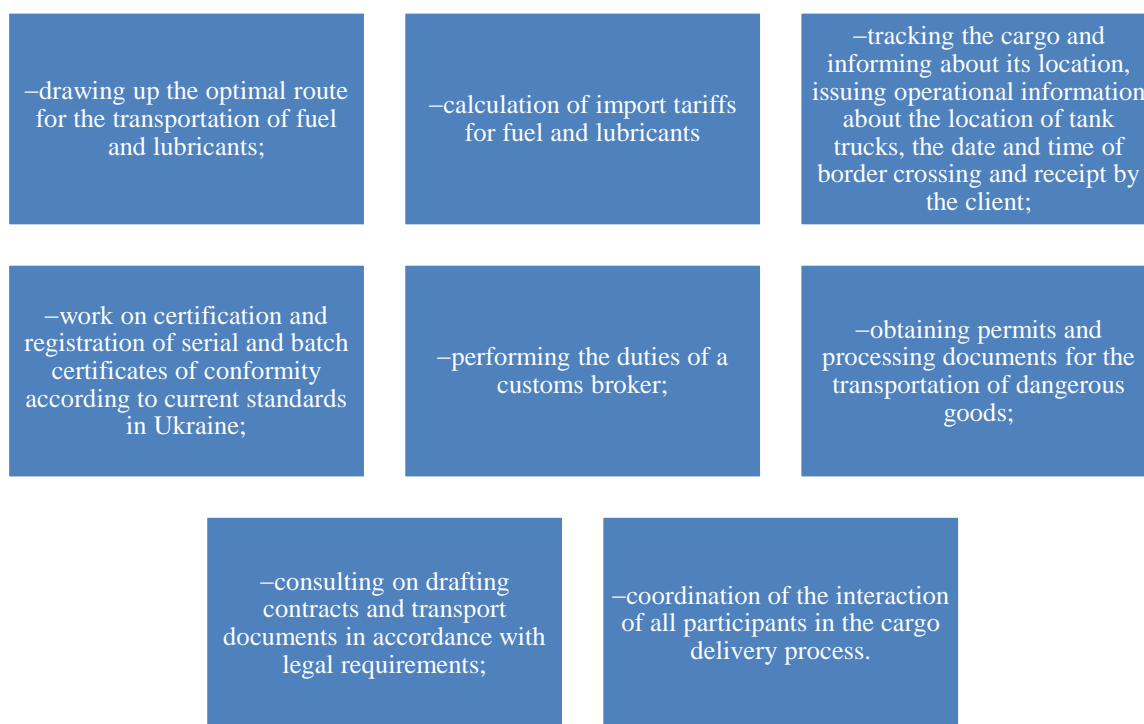 –drawing up the optimal route
for the transportation of fuel
and lubricants;
–calculation of import tariffs
for fuel and lubricants
–tracking the cargo and
informing about its location,
issuing operational information
about the location of tank
trucks, the date and time of
border crossing and receipt by
the client;
–work on certification and
registration of serial and batch
certificates of conformity
according to current standards
in Ukraine;
–performing the duties of a
customs broker;
–obtaining permits and
processing documents for the
transportation of dangerous
goods;
–consulting on drafting
contracts and transport
documents in accordance with
legal requirements;
–coordination of the interaction
of all participants in the cargo
delivery process.